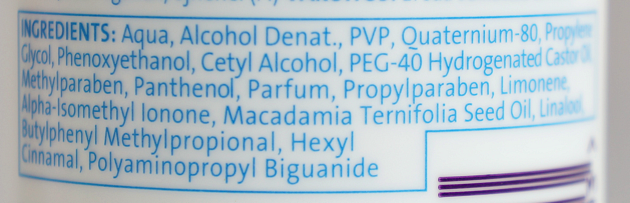 INGREDIENTS: Aqua, Alcohol Denat., PVP, Quaternium-80, Propylene
Glycol, Phenoxyethanol, Cetyl Alcohol, PEG-40 Hydrogenated Castor Oil
Methylparaben, Panthenol, Parfum, Propylparaben, Limonene,
Alpha-Isomethyl Ionone, Macadamia Ternifolia Seed Oil, Linalool,
Butylphenyl Methylpropional, Hexyl
Cinnamal, Polyaminopropyl Biguanide